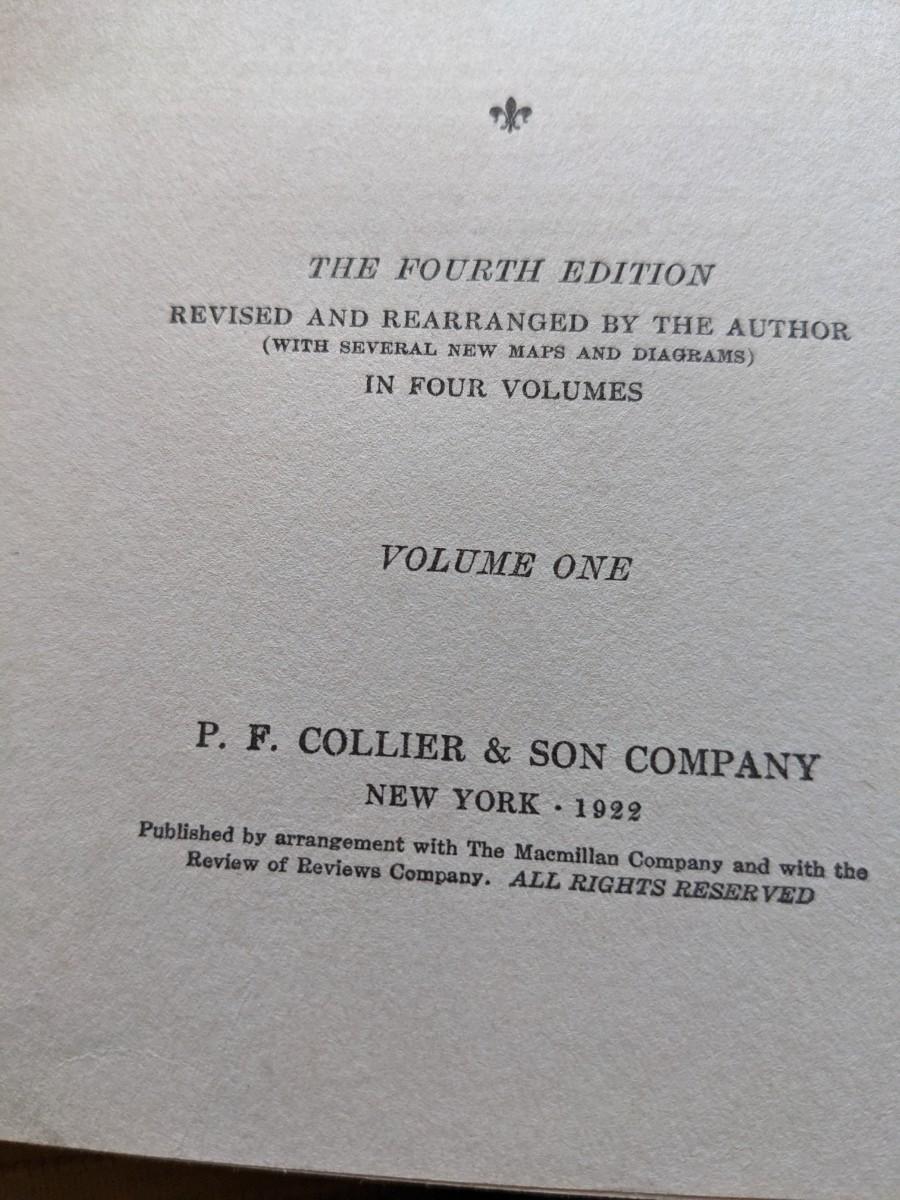 THE FOURTH EDITION
REVISED AND REARRANGED BY THE AUTHOR
(WITH SEVERAL NEW MAPS AND DIAGRAMS)
IN FOUR VOLUMES
VOLUME ONE
P. F. COLLIER & SON COMPANY
NEW YORK · 1922
Published by arrangement with The Macmillan Company and with the
Review of Reviews Company. ALL RIGHTS RESERVED